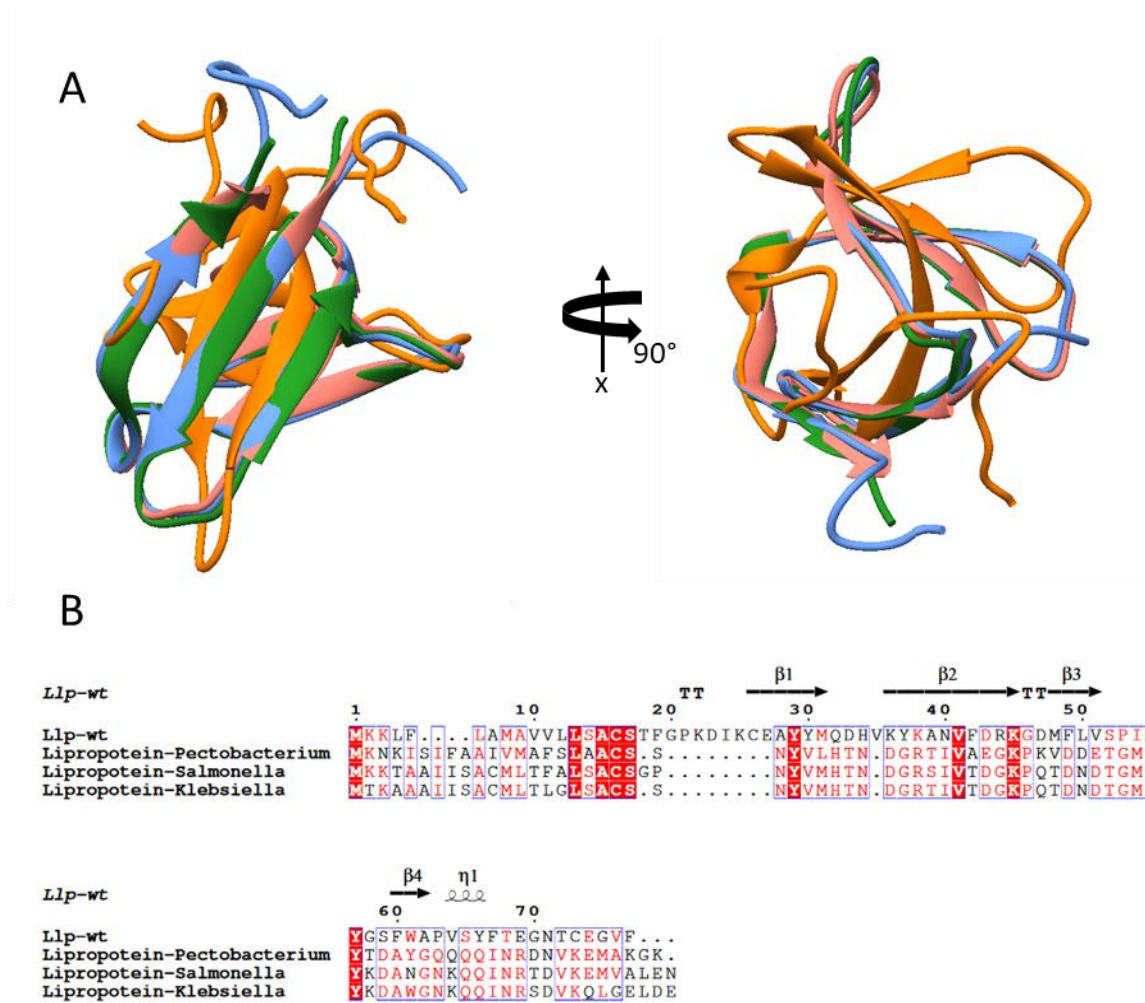 A
90°
x
B
Llp-wt
TT β1 β2 TT β3
1 10 20 30 40 50
Llp-wt MKKLF....LAMAVVLLSACSTFGPKDIKCEAYYMQDHVKYKANVFDRKGDMFLVSPI
Lipropotein-Pectobacterium MKNKISIFAAIVMAFSLAACS.S........NYVLHTN.DGRTIVAEGKPKVDDETGM
Lipropotein-Salmonella MKKTAAIISACMLTFALSACSGP........NYVMHTN.DGRSIVTDGKPQTDNDTGM
Lipropotein-Klebsiella MTKAAAIISACMLTLGLSACS.S........NYVMHTN.DGRTIVTDGKPQTDNDTGM
Llp-wt
β4 η1
60 70
Llp-wt YGSFWAPVSYFTEGNTCEGVF...
Lipropotein-Pectobacterium YTDAYGQQQQINRDNVKEMAKGK.
Lipropotein-Salmonella YKDANGNKQQINRTDVKEMVALEN
Lipropotein-Klebsiella YKDAWGNKQQINRSDVKQLGELDE